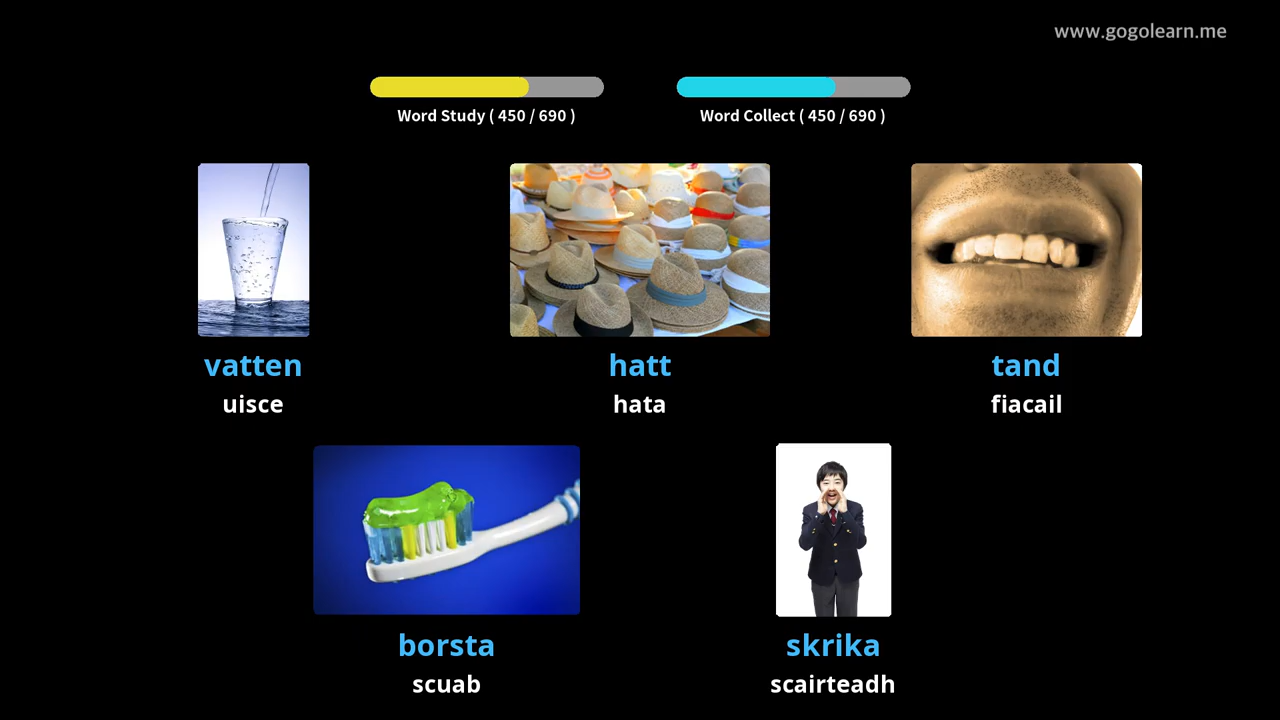 www.gogolearn.me
Word Study ( 450 / 690 )
Word Collect ( 450 / 690 )
vatten
uisce
hatt
hata
tand
fiacail
borsta
scuab
skrika
scairteadh